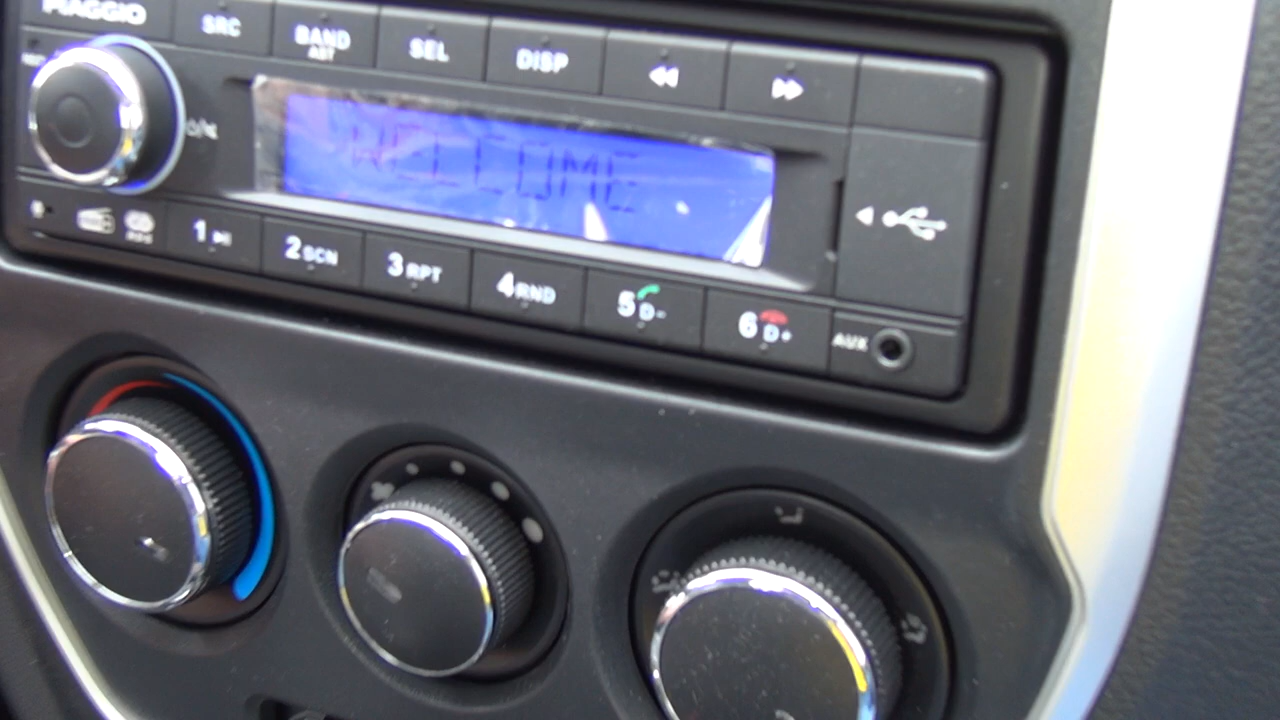 PIAGGIO
SRC
BAND
AST
SEL
DISP
WELCOME
1
2 SCN
3 RPT
4 RND
5 D-
6 D+
AUX